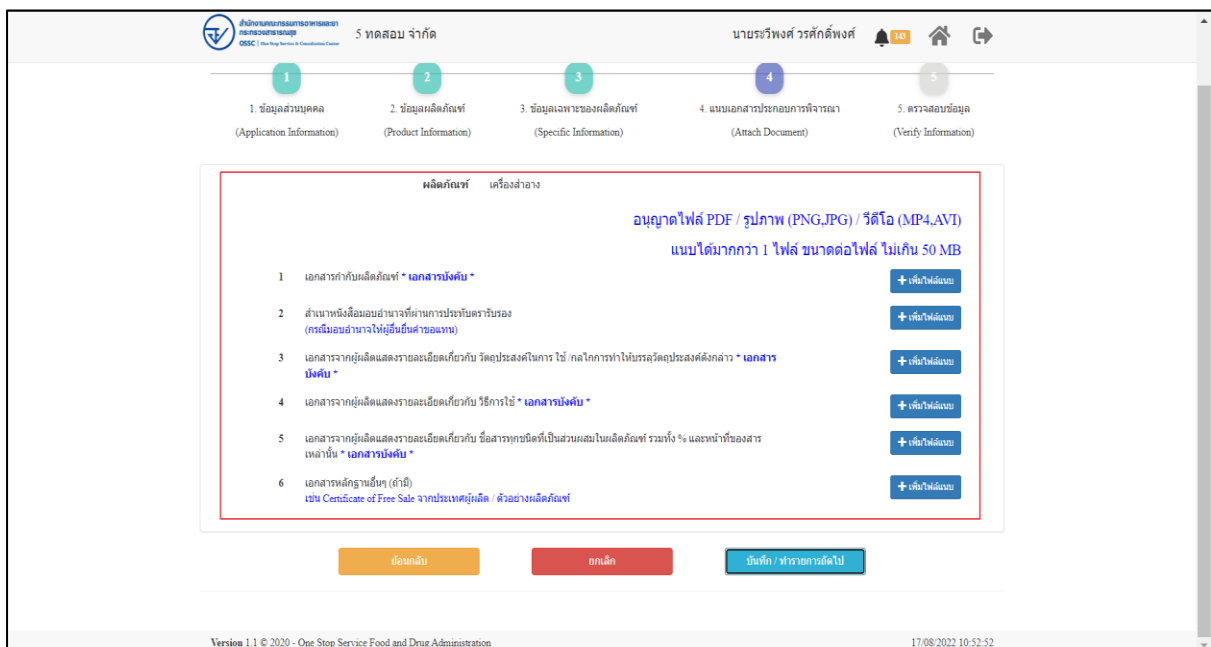 สำนักงานคณะกรรมการอาหารและยา
กระทรวงสาธารณสุข
OSSC | One Stop Service & Consultation Center
5 ทดสอบ จำกัด
นายระวีพงศ์ วรศักดิ์พงศ์
143
1
2
3
4
5
1. ข้อมูลส่วนบุคคล
2. ข้อมูลผลิตภัณฑ์
3. ข้อมูลเฉพาะของผลิตภัณฑ์
4. แนบเอกสารประกอบการพิจารณา
5. ตรวจสอบข้อมูล
(Application Information)
(Product Information)
(Specific Information)
(Attach Document)
(Verify Information)
ผลิตภัณฑ์ เครื่องสำอาง
อนุญาตไฟล์ PDF / รูปภาพ (PNG,JPG) / วีดีโอ (MP4,AVI)
แนบได้มากกว่า 1 ไฟล์ ขนาดต่อไฟล์ ไม่เกิน 50 MB
1 เอกสารกำกับผลิตภัณฑ์ * เอกสารบังคับ *
+ เพิ่มไฟล์แนบ
2 สำเนาหนังสือมอบอำนาจที่ผ่านการประทับตรารับรอง
(กรณีมอบอำนาจให้ผู้อื่นยื่นคำขอแทน)
+ เพิ่มไฟล์แนบ
3 เอกสารจากผู้ผลิตแสดงรายละเอียดเกี่ยวกับ วัตถุประสงค์ในการ ใช้ /กลไกการทำให้บรรลุวัตถุประสงค์ดังกล่าว * เอกสาร
บังคับ *
+ เพิ่มไฟล์แนบ
4 เอกสารจากผู้ผลิตแสดงรายละเอียดเกี่ยวกับ วิธีการใช้ * เอกสารบังคับ *
+ เพิ่มไฟล์แนบ
5 เอกสารจากผู้ผลิตแสดงรายละเอียดเกี่ยวกับ ชื่อสารทุกชนิดที่เป็นส่วนผสมในผลิตภัณฑ์ รวมทั้ง % และหน้าที่ของสาร
เหล่านั้น * เอกสารบังคับ *
+ เพิ่มไฟล์แนบ
6 เอกสารหลักฐานอื่นๆ (ถ้ามี)
เช่น Certificate of Free Sale จากประเทศผู้ผลิต / ตัวอย่างผลิตภัณฑ์
+ เพิ่มไฟล์แนบ
ย้อนกลับ
ยกเลิก
บันทึก / ทำรายการถัดไป
Version 1.1 © 2020 - One Stop Service Food and Drug Administration
17/08/2022 10:52:52